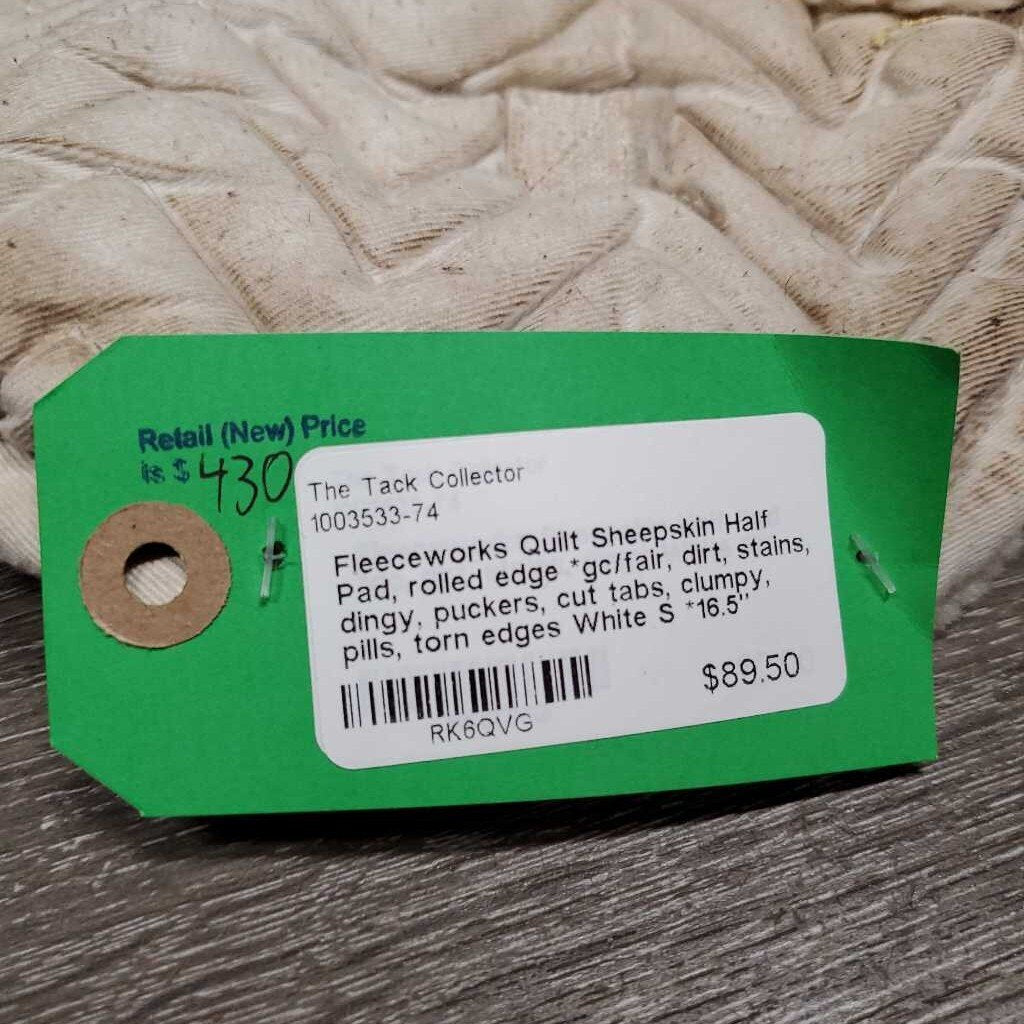 Retail (New) Price
is $ 430
The Tack Collector
1003533-74
Fleeceworks Quilt Sheepskin Half
Pad, rolled edge *gc/fair, dirt, stains,
dingy, puckers, cut tabs, clumpy,
pills, torn edges White S *16.5"
$89.50
RK6QVG